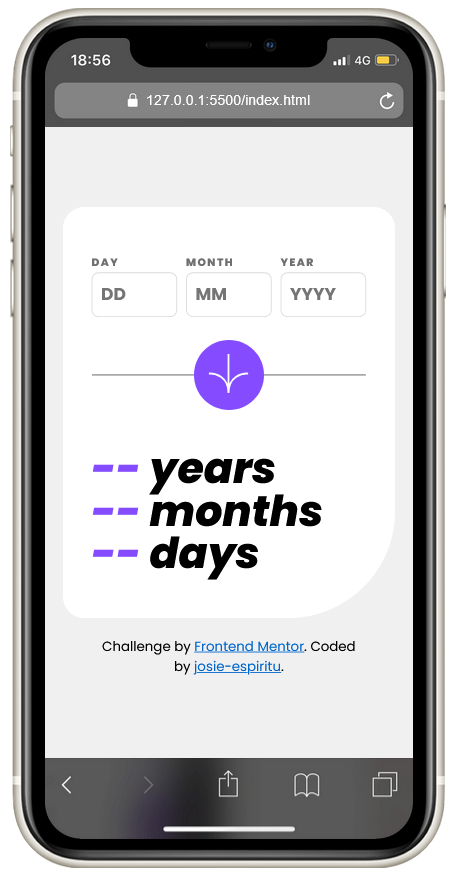 18:56 4G
127.0.0.1:5500/index.html
DAY MONTH YEAR
DD MM YYYY
-- years
-- months
-- days
Challenge by Frontend Mentor. Coded
by josie-espiritu.